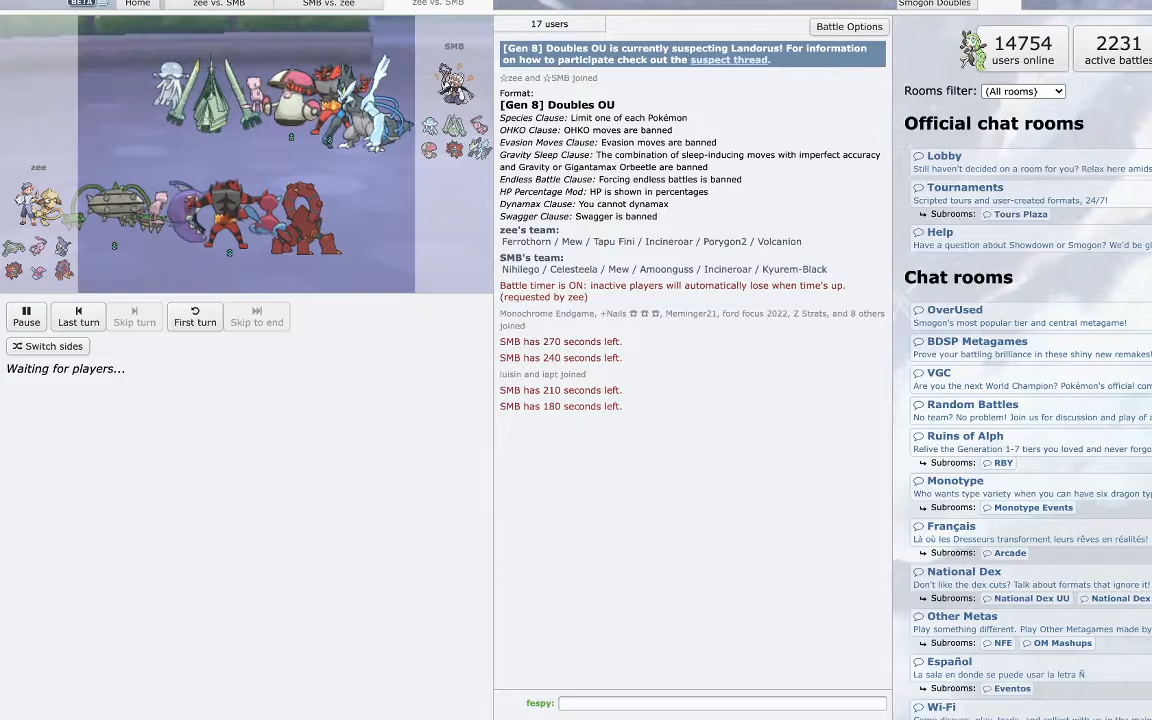 BETA
Home
zee vs. SMB
SMB vs. zee
zee vs. SMB
SMB
zee
Pause
Last turn
Skip turn
First turn
Skip to end
Switch sides
Waiting for players...
17 users
Battle Options
[Gen 8] Doubles OU is currently suspecting Landorus! For information
on how to participate check out the suspect thread.
☆zee and ☆SMB joined
Format:
[Gen 8] Doubles OU
Species Clause: Limit one of each Pokémon
OHKO Clause: OHKO moves are banned
Evasion Moves Clause: Evasion moves are banned
Gravity Sleep Clause: The combination of sleep-inducing moves with imperfect accuracy
and Gravity or Gigantamax Orbeetle are banned
Endless Battle Clause: Forcing endless battles is banned
HP Percentage Mod: HP is shown in percentages
Dynamax Clause: You cannot dynamax
Swagger Clause: Swagger is banned
zee's team:
Ferrothorn / Mew / Tapu Fini / Incineroar / Porygon2 / Volcanion
SMB's team:
Nihilego / Celesteela / Mew / Amoonguss / Incineroar / Kyurem-Black
Battle timer is ON: inactive players will automatically lose when time's up.
(requested by zee)
Monochrome Endgame, +Nails ☎ ☎ ☎, Meminger21, ford focus 2022, Z Strats, and 8 others
joined
SMB has 270 seconds left.
SMB has 240 seconds left.
luisin and iapt joined
SMB has 210 seconds left.
SMB has 180 seconds left.
fespy:
Smogon Doubles
14754
users online
2231
active battles
Rooms filter: (All rooms)
Official chat rooms
Lobby
Still haven't decided on a room for you? Relax here amids
Tournaments
Scripted tours and user-created formats, 24/7!
↳ Subrooms: Tours Plaza
Help
Have a question about Showdown or Smogon? We'd be gl
Chat rooms
OverUsed
Smogon's most popular tier and central metagame!
BDSP Metagames
Prove your battling brilliance in these shiny new remakes!
VGC
Are you the next World Champion? Pokémon's official com
Random Battles
No team? No problem! Join us for discussion and play of a
Ruins of Alph
Relive the Generation 1-7 tiers you loved and never forgo
↳ Subrooms: RBY
Monotype
Who wants type variety when you can have six dragon typ
↳ Subrooms: Monotype Events
Français
Là où les Dresseurs transforment leurs rêves en réalités!
↳ Subrooms: Arcade
National Dex
Don't like the dex cuts? Talk about formats that ignore it!
↳ Subrooms: National Dex UU National Dex
Other Metas
Play something different. Play Other Metagames made by
↳ Subrooms: NFE OM Mashups
Español
La sala en donde se puede usar la letra Ñ
↳ Subrooms: Eventos
Wi-Fi